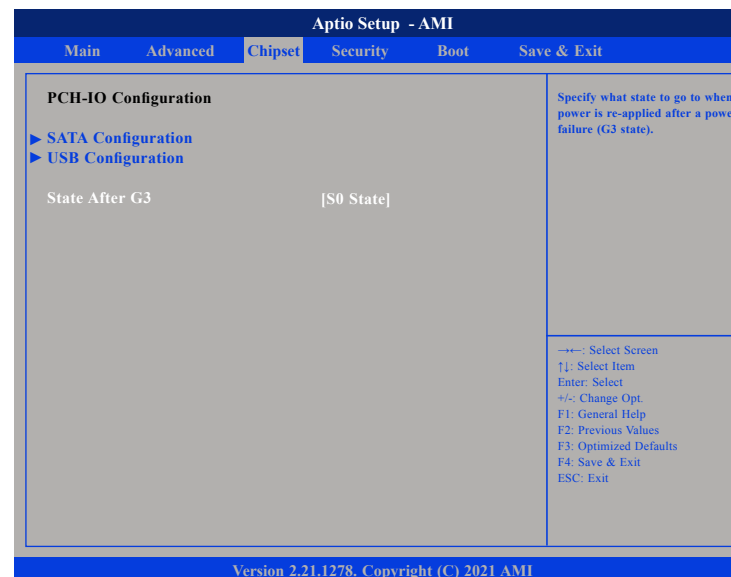 Aptio Setup - AMI
Main Advanced Chipset Security Boot Save & Exit
PCH-IO Configuration
▶ SATA Configuration
▶ USB Configuration
State After G3 [S0 State]
Specify what state to go to when
power is re-applied after a powe
failure (G3 state).
→←: Select Screen
↑↓: Select Item
Enter: Select
+/-: Change Opt.
F1: General Help
F2: Previous Values
F3: Optimized Defaults
F4: Save & Exit
ESC: Exit
Version 2.21.1278. Copyright (C) 2021 AMI